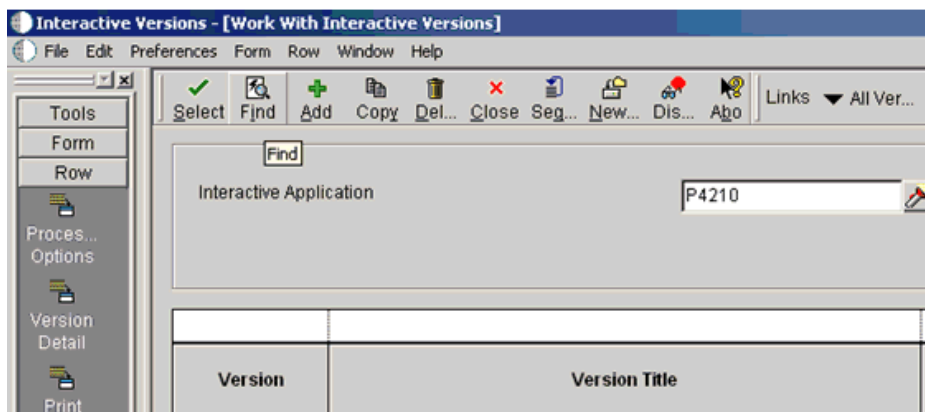 Interactive Versions - [Work With Interactive Versions]
File Edit Preferences Form Row Window Help
Select Find Add Copy Del... Close Seq... New... Dis... Abo Links All Ver...
Tools
Form
Row
Find
Interactive Application P4210
Proces...
Options
Version
Detail
Print
Version Version Title